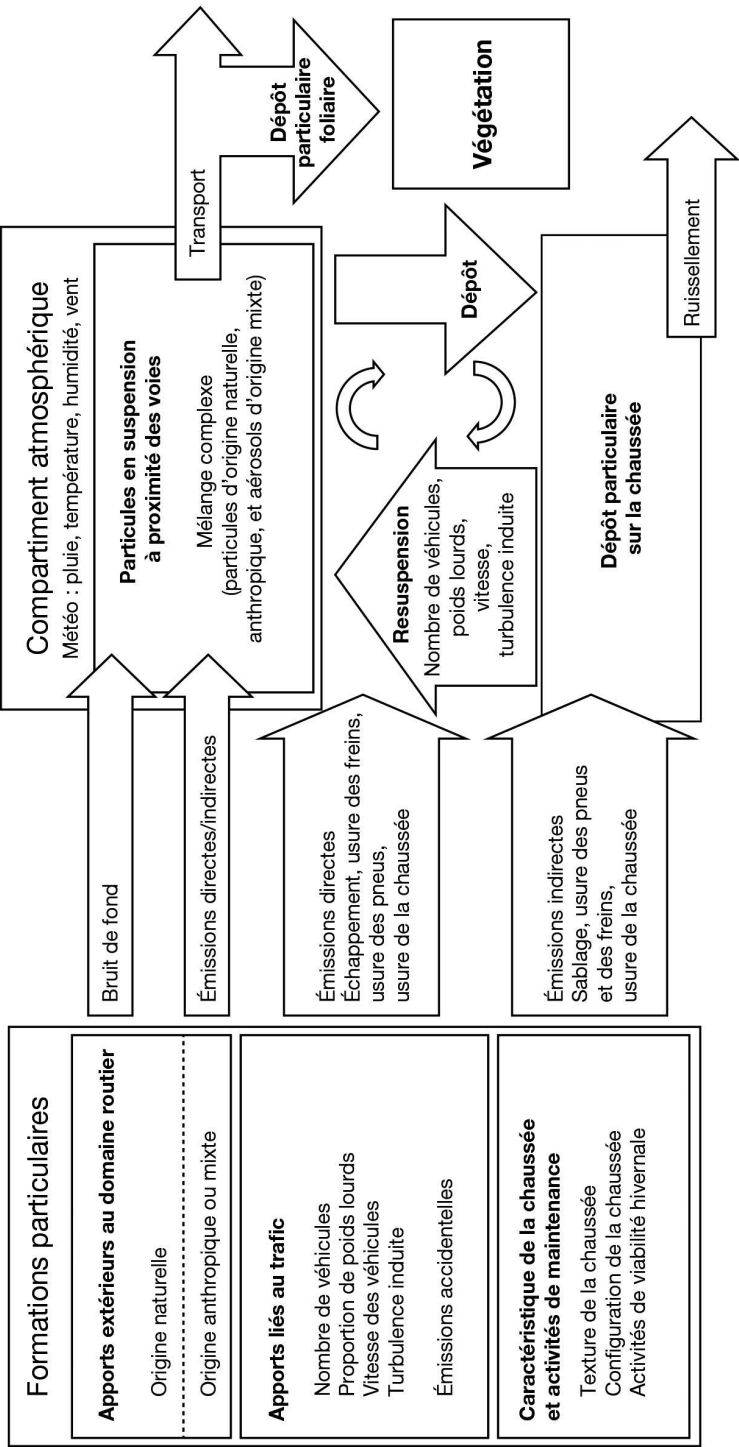 Formations particulaires
Apports extérieurs au domaine routier
Origine naturelle
Origine anthropique ou mixte
Apports liés au trafic
Nombre de véhicules
Proportion de poids lourds
Vitesse des véhicules
Turbulence induite
Émissions accidentelles
Caractéristique de la chaussée
et activités de maintenance
Texture de la chaussée
Configuration de la chaussée
Activités de viabilité hivernale
Bruit de fond
Émissions directes/indirectes
Émissions directes
Échappement, usure des freins,
usure des pneus,
usure de la chaussée
Émissions indirectes
Sablage, usure des pneus
et des freins,
usure de la chaussée
Compartiment atmosphérique
Météo : pluie, température, humidité, vent
Particules en suspension
à proximité des voies
Mélange complexe
(particules d'origine naturelle,
anthropique, et aérosols d'origine mixte)
Resuspension
Nombre de véhicules,
poids lourds,
vitesse,
turbulence induite
Dépôt
Dépôt particulaire
sur la chaussée
Transport
Dépôt
particulaire
foliaire
Végétation
Ruissellement